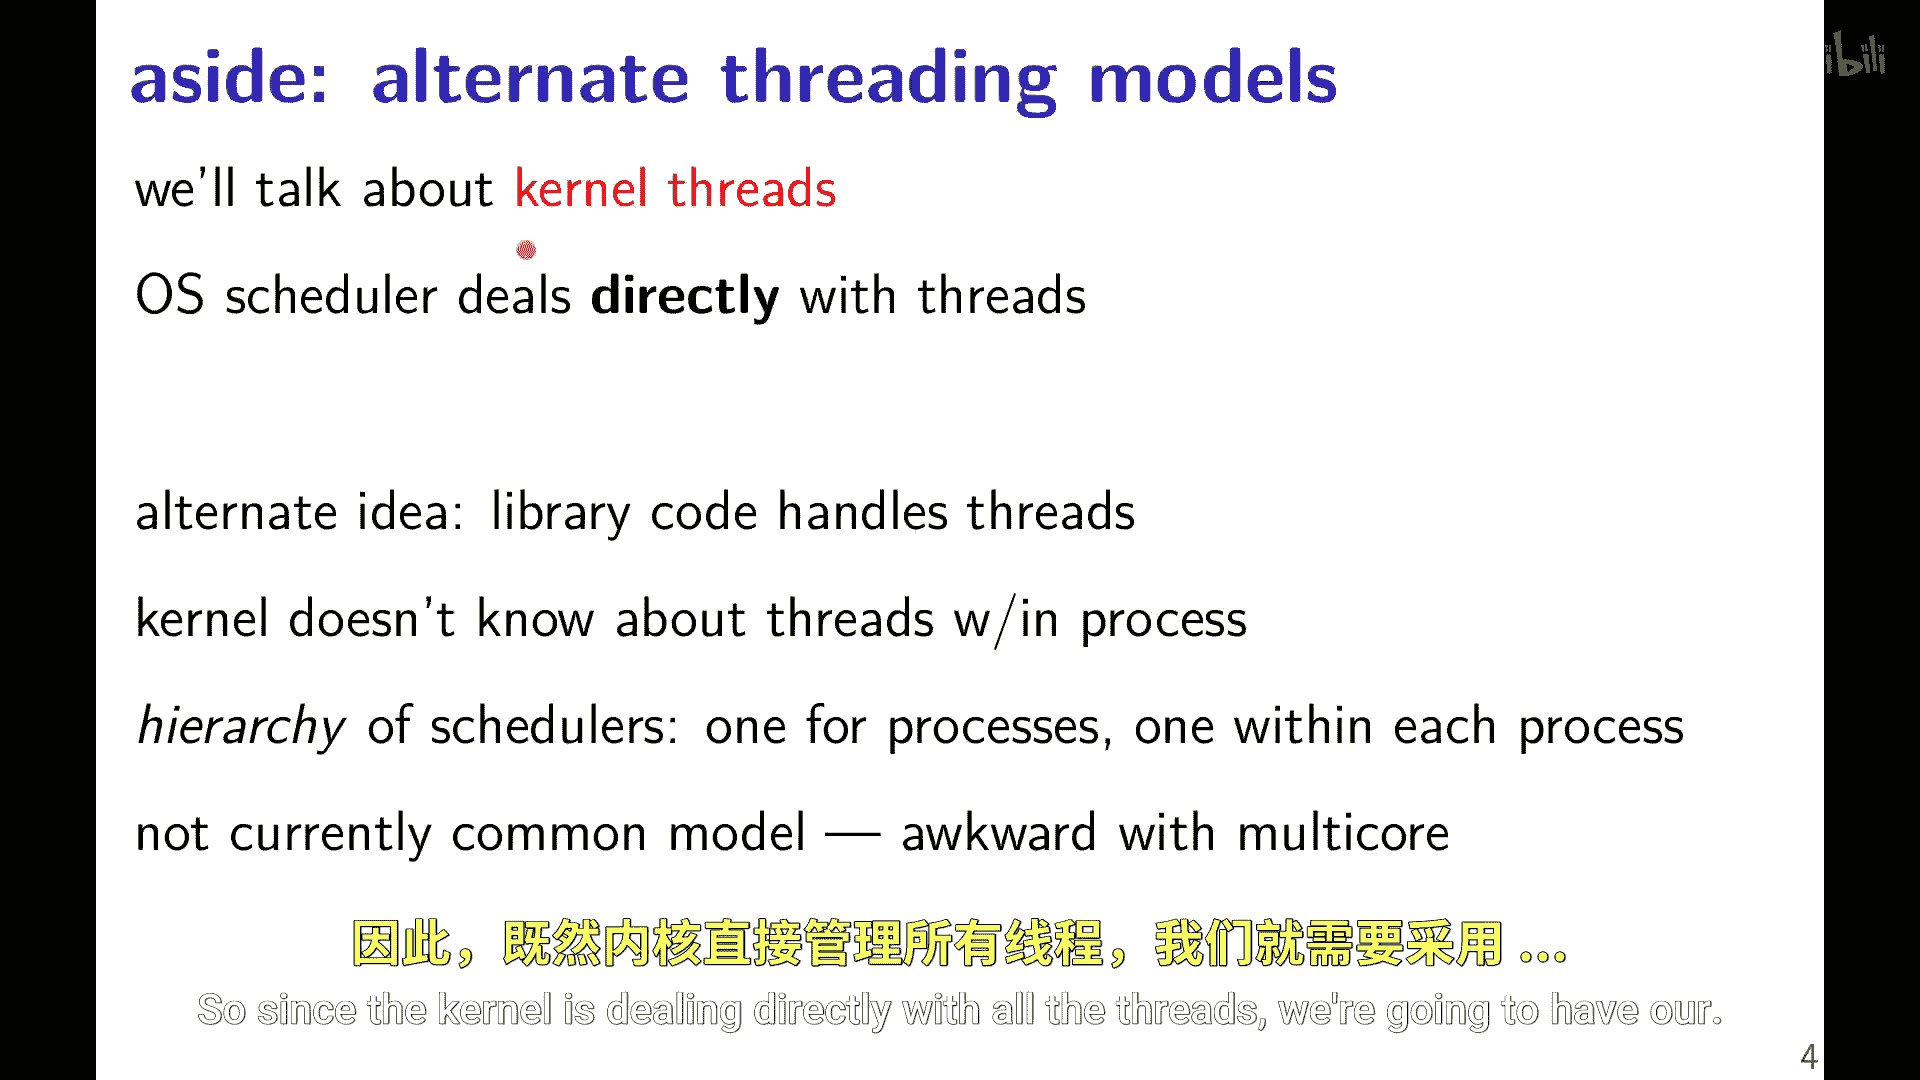 aside: alternate threading models
we'll talk about kernel threads
OS scheduler deals directly with threads
alternate idea: library code handles threads
kernel doesn't know about threads w/in process
hierarchy of schedulers: one for processes, one within each process
not currently common model — awkward with multicore
因此，既然内核直接管理所有线程，我们就需要采用 ...
So since the kernel is dealing directly with all the threads, we're going to have our.
4